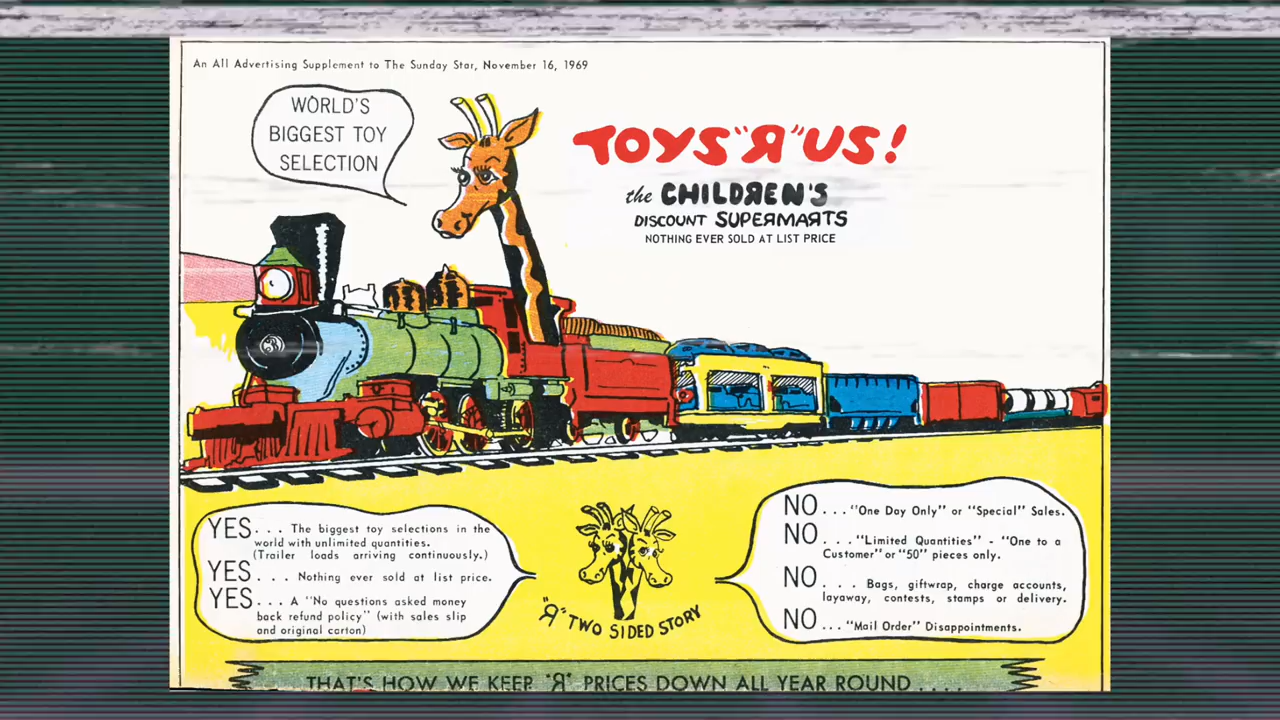 An All Advertising Supplement to The Sunday Star, November 16, 1969
WORLD'S
BIGGEST TOY
SELECTION
TOYS "Я" US!
the CHILDЯEN'S
DISCOUNT SUPEЯMAЯTS
NOTHING EVER SOLD AT LIST PRICE
3
YES... The biggest toy selections in the
world with unlimited quantities.
(Trailer loads arriving continuously.)
YES.... Nothing ever sold at list price.
YES... A "No questions asked money
back refund policy" (with sales slip
and original carton)
"Я" TWO SIDED STORY
NO..."One Day Only" or "Special" Sales.
NO...."Limited Quantities" - "One to a
Customer" or "50" pieces only.
NO.... Bags, giftwrap, charge accounts,
layaway, contests, stamps or delivery.
NO..."Mail Order" Disappointments.
THAT'S HOW WE KEEP "Я" PRICES DOWN ALL YEAR ROUND....